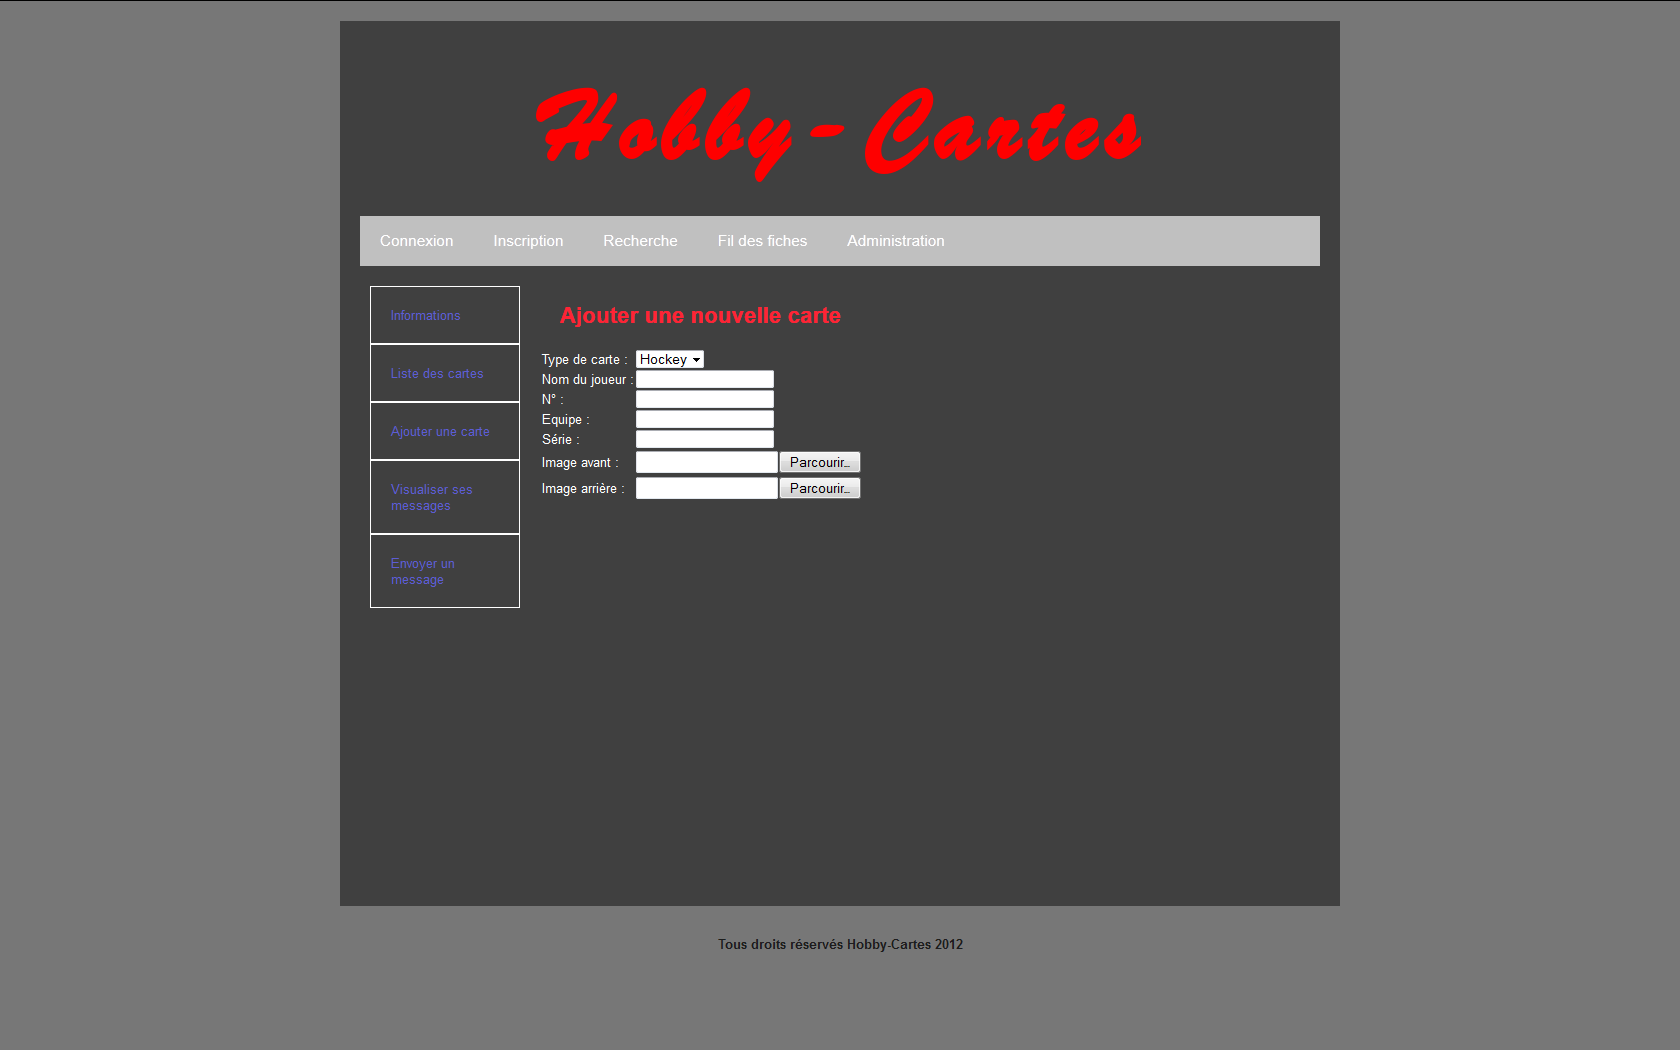 Hobby-Cartes
Connexion Inscription Recherche Fil des fiches Administration
Informations
Liste des cartes
Ajouter une carte
Visualiser ses
messages
Envoyer un
message
Ajouter une nouvelle carte
Type de carte : Hockey
Nom du joueur :
N° :
Equipe :
Série :
Image avant : Parcourir...
Image arrière : Parcourir...
Tous droits réservés Hobby-Cartes 2012